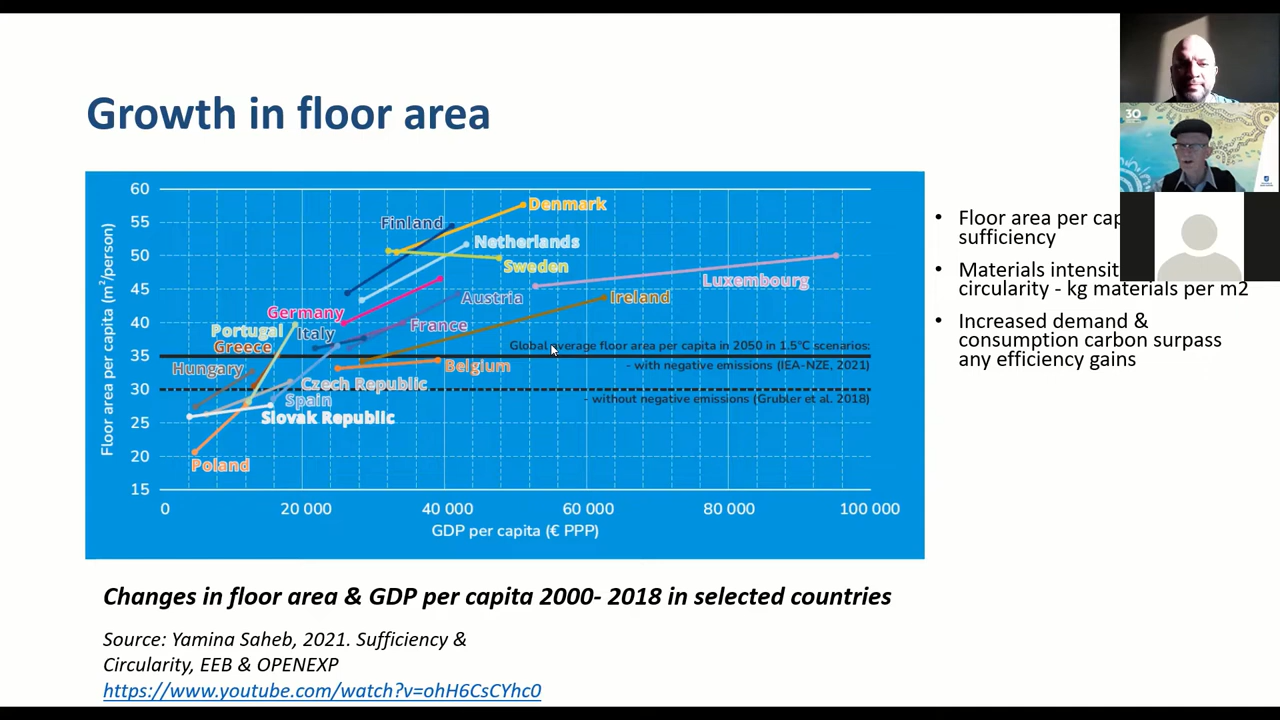 Growth in floor area
30
60
55
50
45
40
35
30
25
20
15
Floor area per capita (m²/person)
Denmark
Finland
Netherlands
Sweden
Luxembourg
Ireland
Austria
Germany
Portugal
Italy
France
Greece
Hungary
Belgium
Czech Republic
Spain
Slovak Republic
Poland
Global average floor area per capita in 2050 in 1.5°C scenarios:
- with negative emissions (IEA-NZE, 2021)
- without negative emissions (Grubler et al. 2018)
0 20 000 40 000 60 000 80 000 100 000
GDP per capita (€ PPP)
• Floor area per
sufficiency
• Materials
circularity - kg materials per m2
• Increased demand &
consumption carbon surpass
any efficiency gains
Changes in floor area & GDP per capita 2000- 2018 in selected countries
Source: Yamina Saheb, 2021. Sufficiency &
Circularity, EEB & OPENEXP
https://www.youtube.com/watch?v=ohH6CsCYhc0